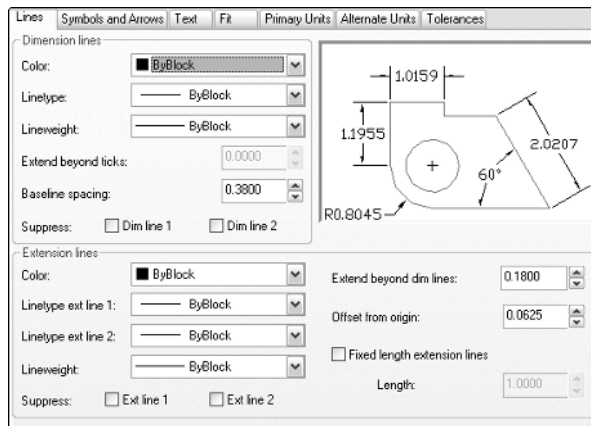 Lines Symbols and Arrows Text Fit Primary Units Alternate Units Tolerances
Dimension lines
Color: ByBlock
Linetype: ByBlock
Lineweight: ByBlock
Extend beyond ticks: 0.0000
Baseline spacing: 0.3800
Suppress: Dim line 1 Dim line 2
1.0159
1.1955
2.0207
60°
R0.8045
Extension lines
Color: ByBlock
Linetype ext line 1: ByBlock
Linetype ext line 2: ByBlock
Lineweight: ByBlock
Suppress: Ext line 1 Ext line 2
Extend beyond dim lines: 0.1800
Offset from origin: 0.0625
Fixed length extension lines
Length: 1.0000